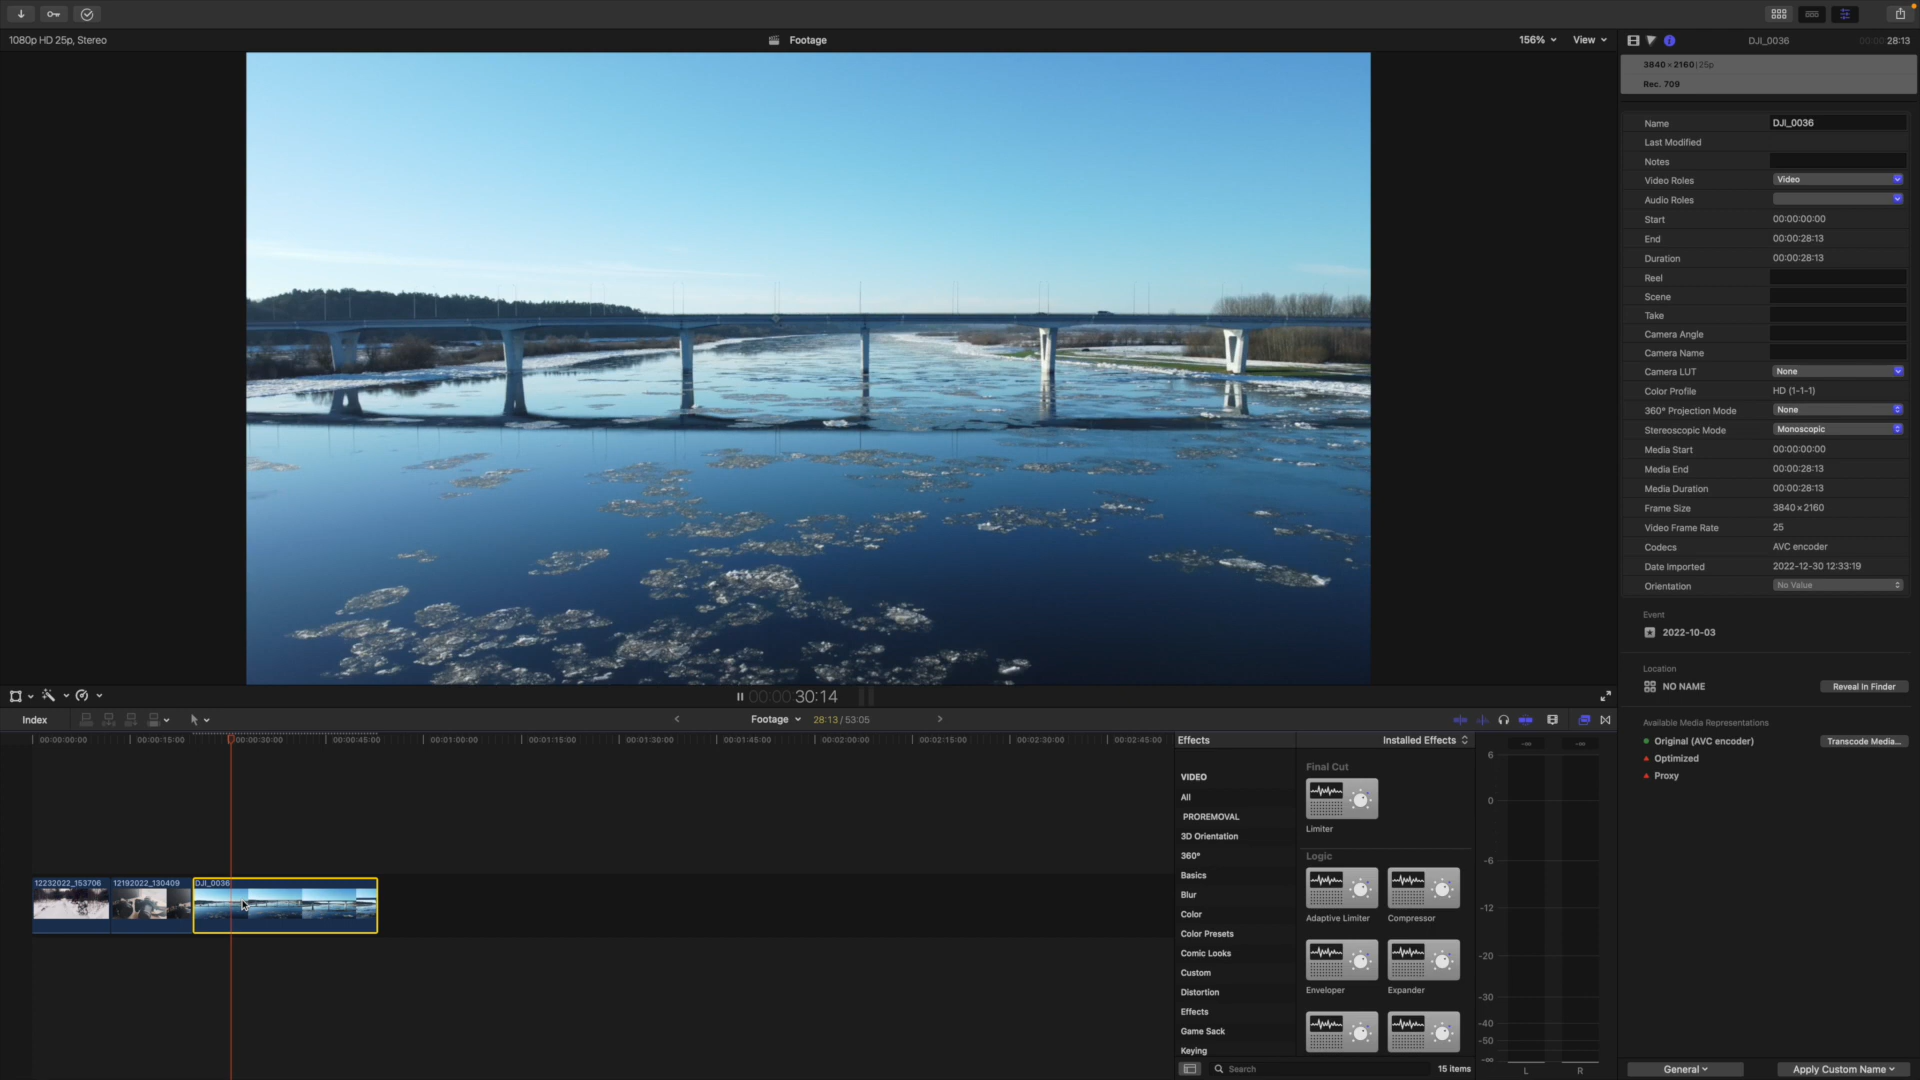 1080p HD 25p, Stereo
Footage
156%
View
DJI_0036
00:00:28:13
3840×2160|25p
Rec. 709
Name DJI_0036
Last Modified
Notes
Video Roles Video
Audio Roles
Start 00:00:00:00
End 00:00:28:13
Duration 00:00:28:13
Reel
Scene
Take
Camera Angle
Camera Name
Camera LUT None
Color Profile HD (1-1-1)
360° Projection Mode None
Stereoscopic Mode Monoscopic
Media Start 00:00:00:00
Media End 00:00:28:13
Media Duration 00:00:28:13
Frame Size 3840×2160
Video Frame Rate 25
Codecs AVC encoder
Date Imported 2022-12-30 12:33:19
Orientation No Value
Event
2022-10-03
Location
NO NAME Reveal in Finder
Available Media Representations
Original (AVC encoder) Transcode Media...
Optimized
Proxy
General
Apply Custom Name
00:00:30:14
Index
Footage
28:13 / 53:05
00:00:00:00 00:00:15:00 00:00:30:00 00:00:45:00 00:01:00:00 00:01:15:00 00:01:30:00 00:01:45:00 00:02:00:00 00:02:15:00 00:02:30:00 00:02:45:00
12232022_153706 12192022_130409 DJI_0036
Effects
Installed Effects
VIDEO
All
PROREMOVAL
3D Orientation
360°
Basics
Blur
Color
Color Presets
Comic Looks
Custom
Distortion
Effects
Game Sack
Keying
Final Cut
Limiter
Logic
Adaptive Limiter Compressor
Enveloper Expander
Search
15 items
-∞ -∞
6
0
-6
-12
-20
-30
-40
-50
-∞
L R